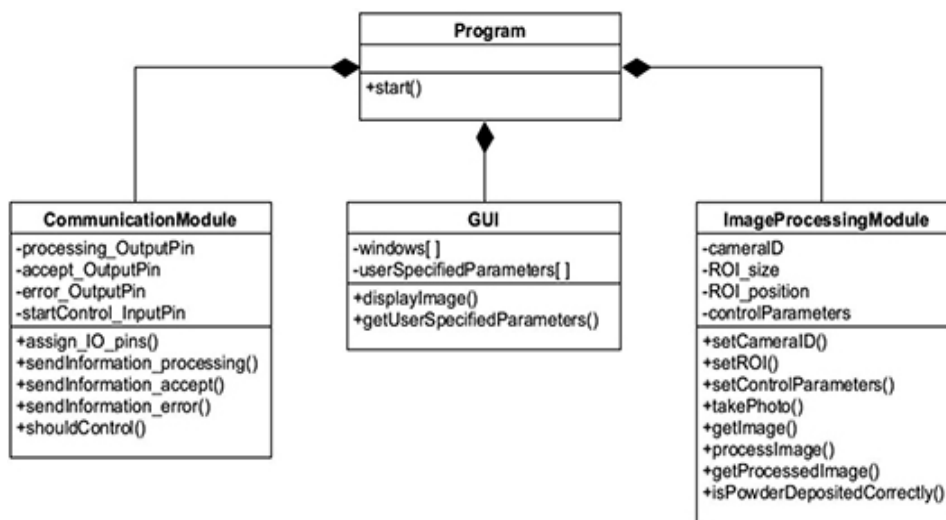 Program
+start()
CommunicationModule
-processing_OutputPin
-accept_OutputPin
-error_OutputPin
-startControl_InputPin
+assign_IO_pins()
+sendInformation_processing()
+sendInformation_accept()
+sendInformation_error()
+shouldControl()
GUI
-windows[ ]
-userSpecifiedParameters[ ]
+displayImage()
+getUserSpecifiedParameters()
ImageProcessingModule
-cameraID
-ROI_size
-ROI_position
-controlParameters
+setCameraID()
+setROI()
+setControlParameters()
+takePhoto()
+getImage()
+processImage()
+getProcessedImage()
+isPowderDepositedCorrectly()